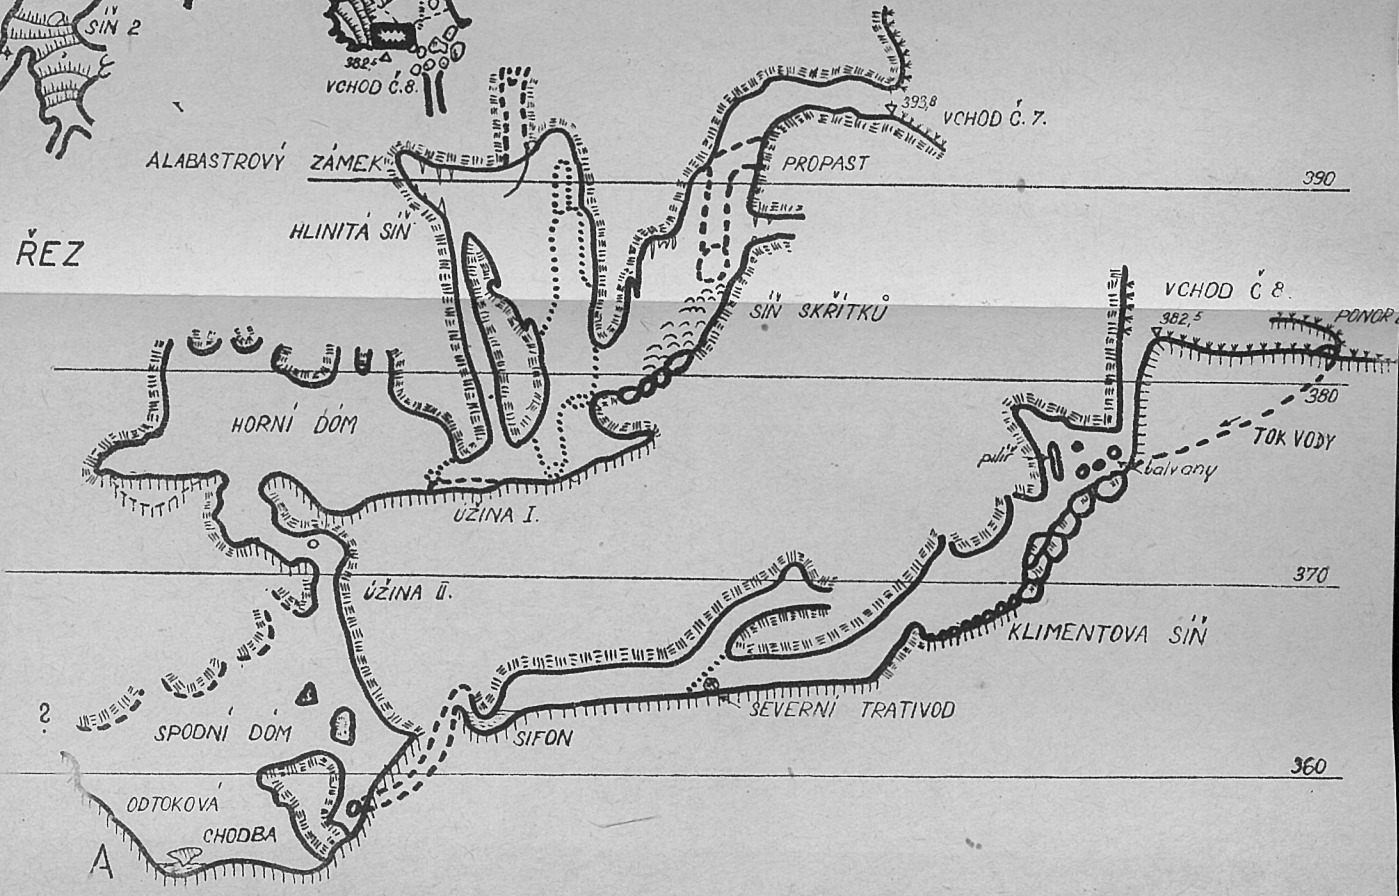 SÍŇ 2
382,5
VCHOD Č.8.
393,8
VCHOD Č.7.
ALABASTROVÝ ZÁMEK
PROPAST
390
HLINITÁ SÍŇ
ŘEZ
VCHOD Č 8.
SÍŇ SKŘÍTKŮ
382,5
PONOR
380
HORNÍ DÓM
TOK VODY
pilíř
balvany
ÚŽINA I.
370
ÚŽINA II.
KLIMENTOVA SÍŇ
SEVERNÍ TRATIVOD
?
SPODNÍ DÓM
SIFON
360
ODTOKOVÁ
CHODBA
A